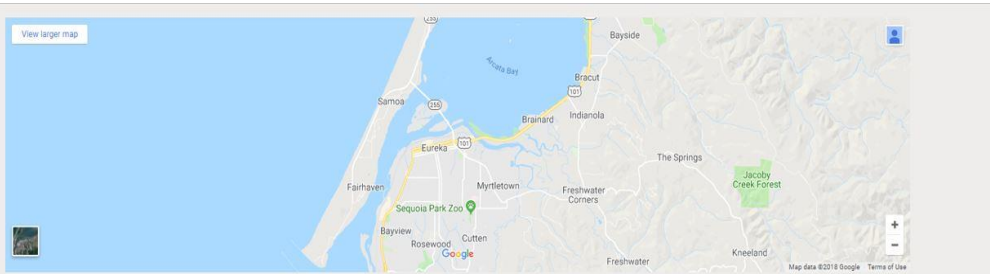 View larger map
255
101
Bayside
Arcata Bay
Bracut
101
Samoa
255
Brainard
Indianola
Eureka
101
The Springs
Jacoby
Creek Forest
Fairhaven
Myrtletown
Freshwater
Corners
Sequoia Park Zoo
Bayview
Rosewood
Cutten
Google
Freshwater
Kneeland
+
−
Map data ©2018 Google
Terms of Use